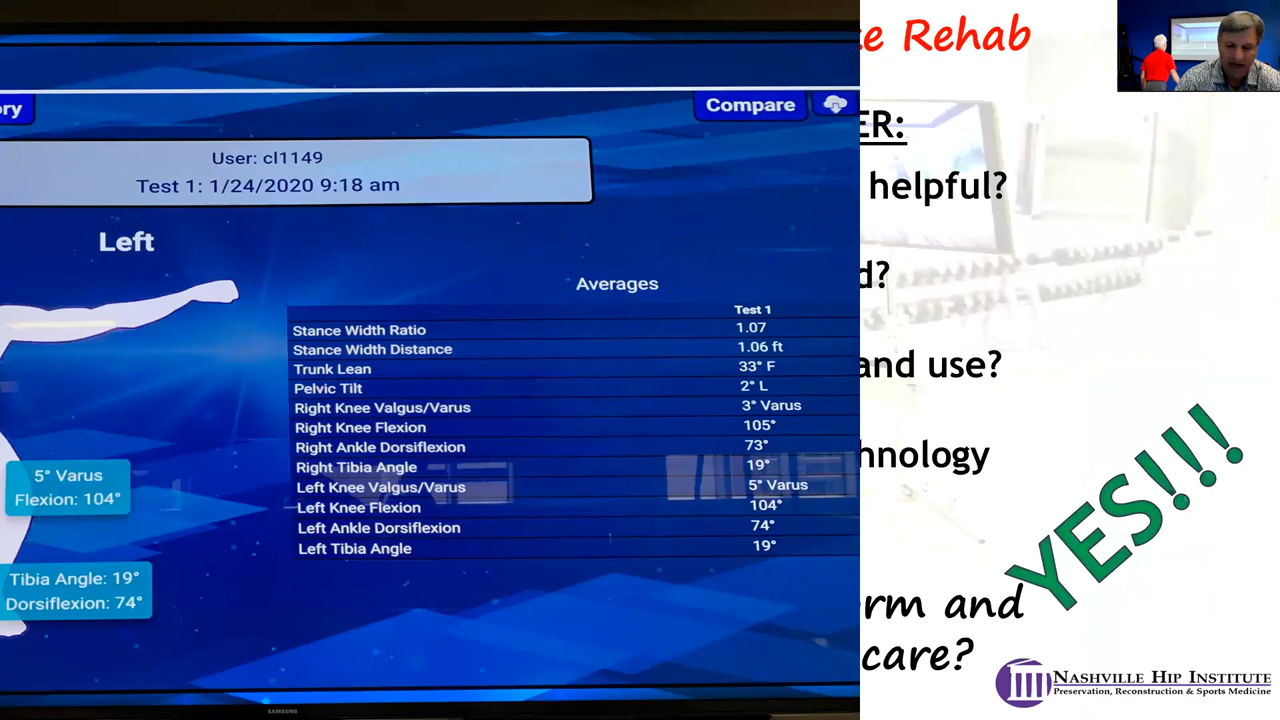 ory
Compare
User: cl1149
Test 1: 1/24/2020 9:18 am
Left
Averages
Test 1
Stance Width Ratio 1.07
Stance Width Distance 1.06 ft
Trunk Lean 33° F
Pelvic Tilt 2° L
Right Knee Valgus/Varus 3° Varus
Right Knee Flexion 105°
Right Ankle Dorsiflexion 73°
Right Tibia Angle 19°
Left Knee Valgus/Varus 5° Varus
Left Knee Flexion 104°
Left Ankle Dorsiflexion 74°
Left Tibia Angle 19°
5° Varus
Flexion: 104°
Tibia Angle: 19°
Dorsiflexion: 74°
SAMSUNG
e Rehab
ER:
helpful?
d?
and use?
hnology
YES!!!
orm and
care?
NASHVILLE HIP INSTITUTE
Preservation, Reconstruction & Sports Medicine